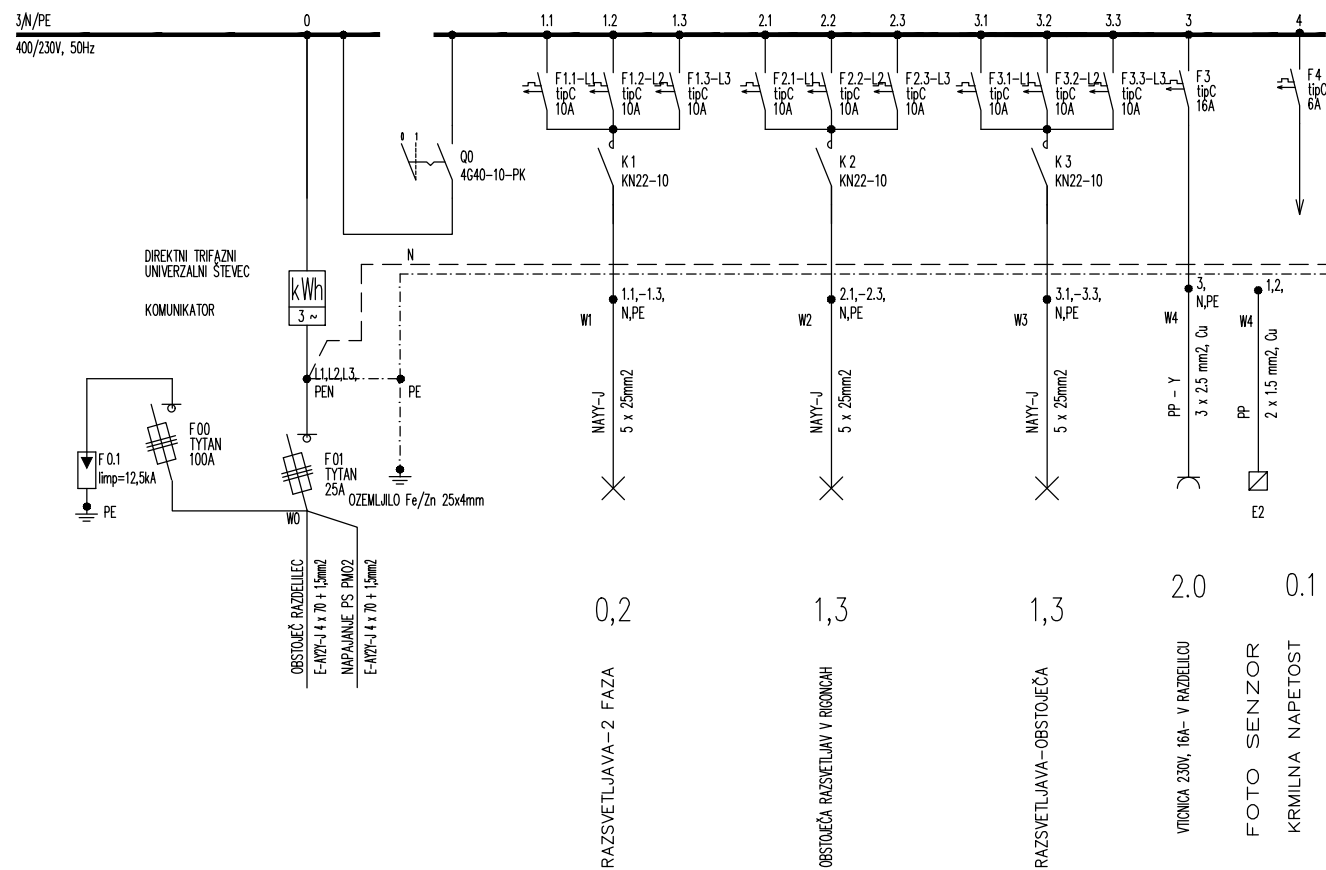 3/N/PE
400/230V, 50Hz
0
1.1
1.2
1.3
2.1
2.2
2.3
3.1
3.2
3.3
3
4
F1.1-L1
tipC
10A
F1.2-L2
tipC
10A
F1.3-L3
tipC
10A
F2.1-L1
tipC
10A
F2.2-L2
tipC
10A
F2.3-L3
tipC
10A
F3.1-L1
tipC
10A
F3.2-L2
tipC
10A
F3.3-L3
tipC
10A
F3
tipC
16A
F4
tipC
6A
0 1
Q0
4G40-10-PK
K1
KN22-10
K2
KN22-10
K3
KN22-10
DIREKTNI TRIFAZNI
UNIVERZALNI ŠTEVEC
KOMUNIKATOR
kWh
3 ~
N
L1,L2,L3,
PEN
PE
F00
TYTAN
100A
F0.1
Iimp=12,5kA
PE
F01
TYTAN
25A
OZEMLJILO Fe/Zn 25x4mm
W0
OBSTOJEČ RAZDELILEC
E-AY2Y-J 4 x 70 + 1,5mm2
NAPAJANJE PS PMO2
E-AY2Y-J 4 x 70 + 1,5mm2
W1
1.1,-1.3,
N,PE
NAYY-J
5 x 25mm2
W2
2.1,-2.3,
N,PE
NAYY-J
5 x 25mm2
W3
3.1,-3.3,
N,PE
NAYY-J
5 x 25mm2
W4
3,
N,PE
PP - Y
3 x 2.5 mm2, Cu
W4
1,2,
PP
2 x 1.5 mm2, Cu
E2
0,2
1,3
1,3
2.0
0.1
RAZSVETLJAVA-2 FAZA
OBSTOJEČA RAZSVETLJAV V RIGONCAH
RAZSVETLJAVA-OBSTOJEČA
VTICNICA 230V, 16A- V RAZDELILCU
FOTO SENZOR
KRMILNA NAPETOST